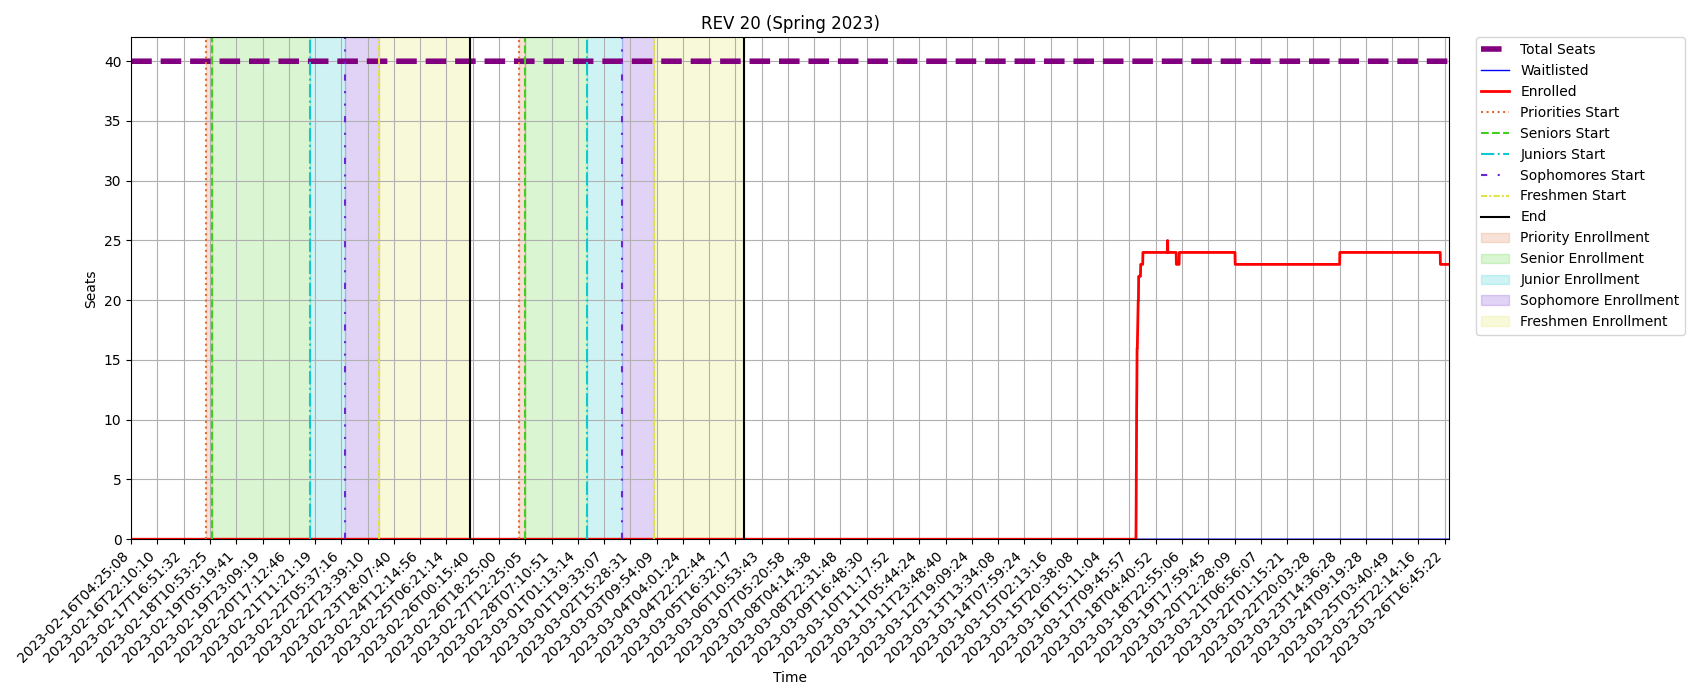 REV 20 (Spring 2023)
Seats
40
35
30
25
20
15
10
5
0
2023-02-16T04:25:08
2023-02-16T22:10:10
2023-02-17T16:51:32
2023-02-18T10:53:25
2023-02-19T05:19:41
2023-02-19T23:09:19
2023-02-20T17:12:46
2023-02-21T11:21:19
2023-02-22T05:37:16
2023-02-22T23:39:10
2023-02-23T18:07:40
2023-02-24T12:14:56
2023-02-25T06:21:14
2023-02-26T00:15:40
2023-02-26T18:25:00
2023-02-27T12:25:05
2023-02-28T07:10:51
2023-03-01T01:13:14
2023-03-01T19:33:07
2023-03-02T15:28:31
2023-03-03T09:54:09
2023-03-04T04:01:24
2023-03-04T22:22:44
2023-03-05T16:32:17
2023-03-06T10:53:43
2023-03-07T05:20:58
2023-03-08T04:14:38
2023-03-08T22:31:48
2023-03-09T16:48:30
2023-03-10T11:17:52
2023-03-11T05:44:24
2023-03-11T23:48:40
2023-03-12T19:09:24
2023-03-13T13:34:08
2023-03-14T07:59:24
2023-03-15T02:13:16
2023-03-15T20:38:08
2023-03-16T15:11:04
2023-03-17T09:45:57
2023-03-18T04:40:52
2023-03-18T22:55:06
2023-03-19T17:59:45
2023-03-20T12:28:09
2023-03-21T06:56:07
2023-03-22T01:15:21
2023-03-22T20:03:28
2023-03-23T14:36:28
2023-03-24T09:19:28
2023-03-25T03:40:49
2023-03-25T22:14:16
2023-03-26T16:45:22
Time
Total Seats
Waitlisted
Enrolled
Priorities Start
Seniors Start
Juniors Start
Sophomores Start
Freshmen Start
End
Priority Enrollment
Senior Enrollment
Junior Enrollment
Sophomore Enrollment
Freshmen Enrollment